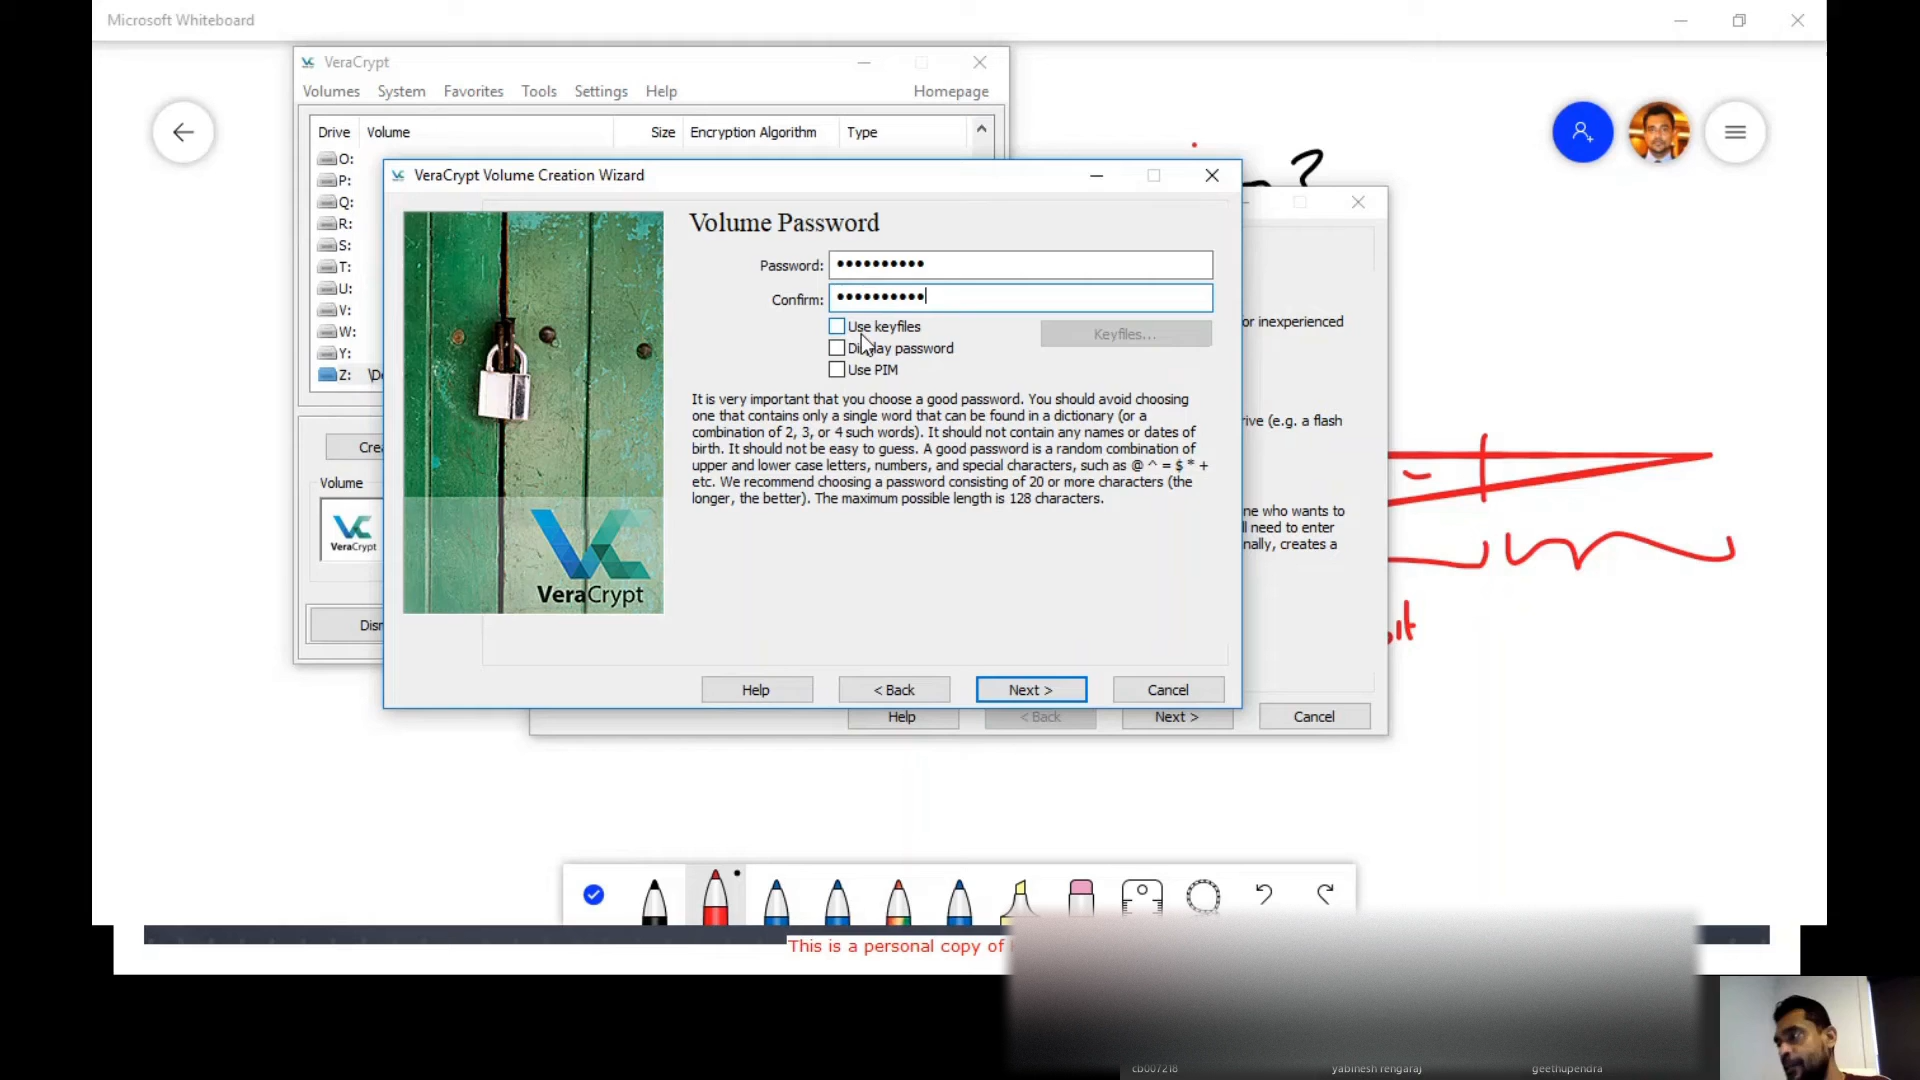 Microsoft Whiteboard
VeraCrypt
Volumes System Favorites Tools Settings Help Homepage
Drive Volume Size Encryption Algorithm Type
O:
P:
Q:
R:
S:
T:
U:
V:
W:
Y:
Z: \De
VeraCrypt Volume Creation Wizard
Volume Password
Password: ••••••••••
Confirm: ••••••••••
Use keyfiles
Keyfiles...
Display password
Use PIM
It is very important that you choose a good password. You should avoid choosing
one that contains only a single word that can be found in a dictionary (or a
combination of 2, 3, or 4 such words). It should not contain any names or dates of
birth. It should not be easy to guess. A good password is a random combination of
upper and lower case letters, numbers, and special characters, such as @ ^ = $ * +
etc. We recommend choosing a password consisting of 20 or more characters (the
longer, the better). The maximum possible length is 128 characters.
VeraCrypt
Help < Back Next > Cancel
?
or inexperienced
ive (e.g. a flash
ne who wants to
ll need to enter
nally, creates a
Help < Back Next > Cancel
Cre
Volume
VeraCrypt
Disr
This is a personal copy of
cb007218 yabinesh rengaraj geethupendra